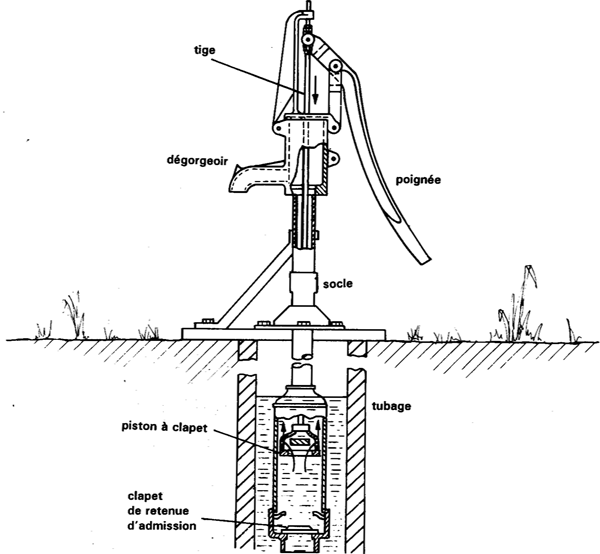 tige
dégorgeoir
poignée
socle
tubage
piston à clapet
clapet
de retenue
d'admission